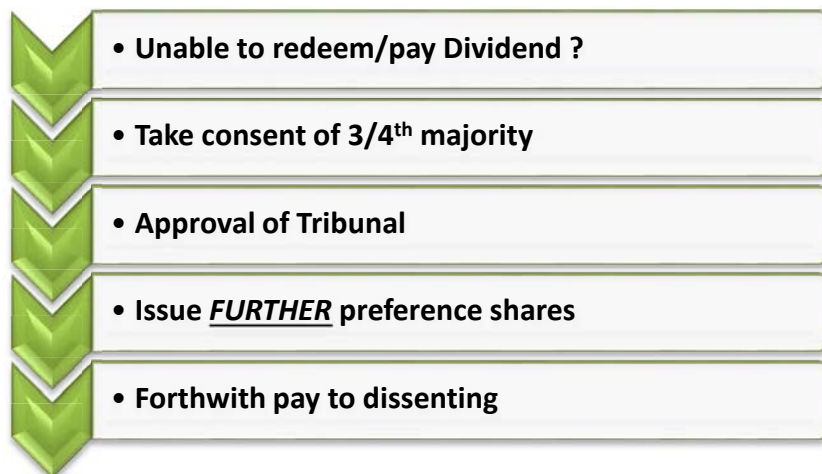 • Unable to redeem/pay Dividend ?
• Take consent of 3/4th majority
• Approval of Tribunal
• Issue FURTHER preference shares
• Forthwith pay to dissenting